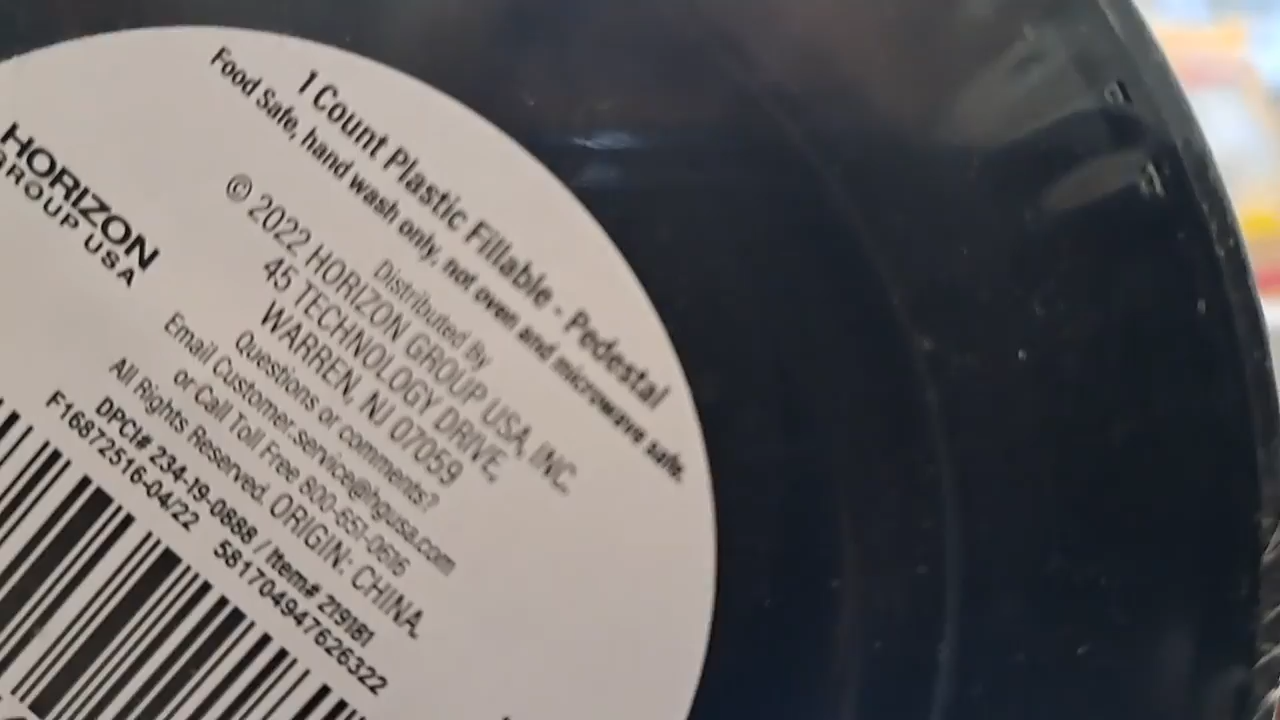 1 Count Plastic Fillable - Pedestal
Food Safe, hand wash only, not oven and microwave safe.
HORIZON
GROUP USA
Distributed By
© 2022 HORIZON GROUP USA, INC.
45 TECHNOLOGY DRIVE,
WARREN, NJ 07059
Questions or comments?
Email Customer.service@hgusa.com
or Call Toll Free 800-651-0616
All Rights Reserved. ORIGIN: CHINA.
DPCI# 234-19-0888 / Item# 219181
F16872516-04/22 581704947626322